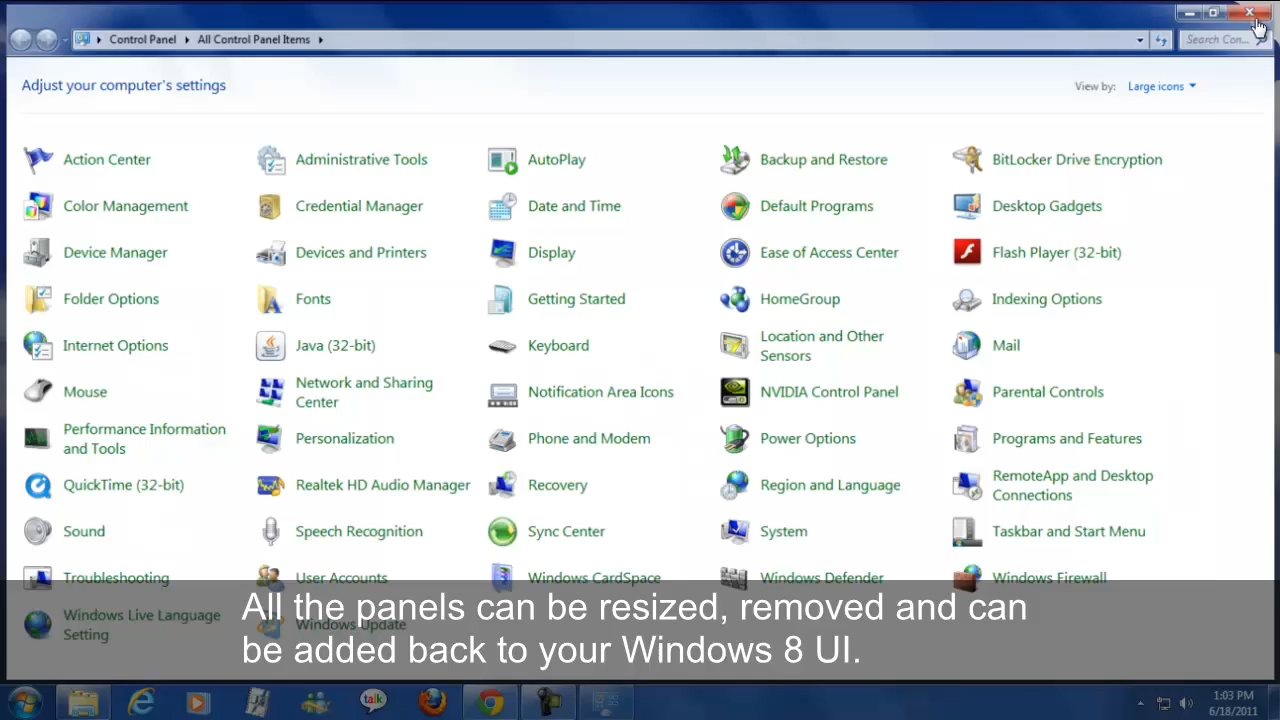 Control Panel All Control Panel Items
Search Con...
Adjust your computer's settings
View by: Large icons
Action Center
Administrative Tools
AutoPlay
Backup and Restore
BitLocker Drive Encryption
Color Management
Credential Manager
Date and Time
Default Programs
Desktop Gadgets
Device Manager
Devices and Printers
Display
Ease of Access Center
Flash Player (32-bit)
Folder Options
Fonts
Getting Started
HomeGroup
Indexing Options
Internet Options
Java (32-bit)
Keyboard
Location and Other
Sensors
Mail
Mouse
Network and Sharing
Center
Notification Area Icons
NVIDIA Control Panel
Parental Controls
Performance Information
and Tools
Personalization
Phone and Modem
Power Options
Programs and Features
QuickTime (32-bit)
Realtek HD Audio Manager
Recovery
Region and Language
RemoteApp and Desktop
Connections
Sound
Speech Recognition
Sync Center
System
Taskbar and Start Menu
Troubleshooting
User Accounts
Windows CardSpace
Windows Defender
Windows Firewall
Windows Live Language
Setting
Windows Update
All the panels can be resized, removed and can
be added back to your Windows 8 UI.
talk
1:03 PM
6/18/2011